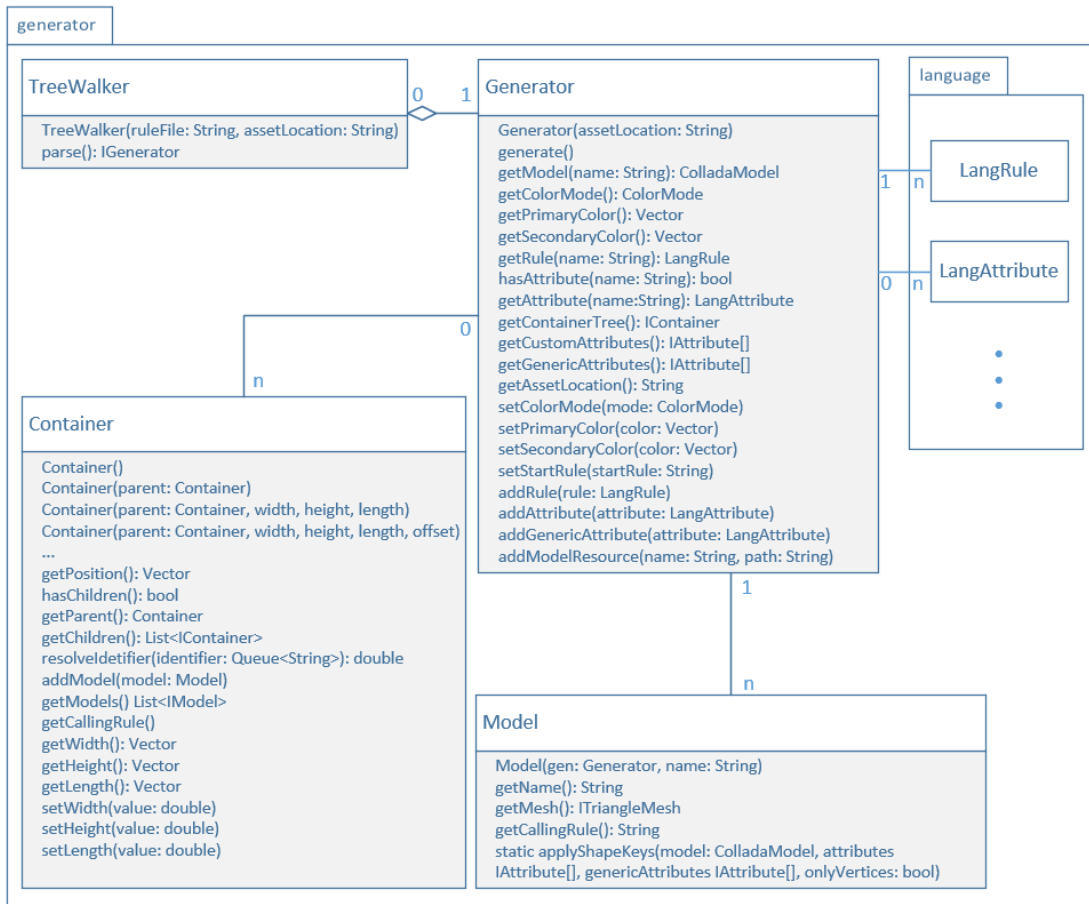 generator
TreeWalker
TreeWalker(ruleFile: String, assetLocation: String)
parse(): IGenerator
0
1
Generator
Generator(assetLocation: String)
generate()
getModel(name: String): ColladaModel
getColorMode(): ColorMode
getPrimaryColor(): Vector
getSecondaryColor(): Vector
getRule(name: String): LangRule
hasAttribute(name: String): bool
getAttribute(name:String): LangAttribute
getContainerTree(): IContainer
getCustomAttributes(): IAttribute[]
getGenericAttributes(): IAttribute[]
getAssetLocation(): String
setColorMode(mode: ColorMode)
setPrimaryColor(color: Vector)
setSecondaryColor(color: Vector)
setStartRule(startRule: String)
addRule(rule: LangRule)
addAttribute(attribute: LangAttribute)
addGenericAttribute(attribute: LangAttribute)
addModelResource(name: String, path: String)
language
1
n
LangRule
0
n
LangAttribute
0
n
Container
Container()
Container(parent: Container)
Container(parent: Container, width, height, length)
Container(parent: Container, width, height, length, offset)
...
getPosition(): Vector
hasChildren(): bool
getParent(): Container
getChildren(): List<IContainer>
resolveIdetifier(identifier: Queue<String>): double
addModel(model: Model)
getModels() List<IModel>
getCallingRule()
getWidth(): Vector
getHeight(): Vector
getLength(): Vector
setWidth(value: double)
setHeight(value: double)
setLength(value: double)
1
n
Model
Model(gen: Generator, name: String)
getName(): String
getMesh(): ITriangleMesh
getCallingRule(): String
static applyShapeKeys(model: ColladaModel, attributes
IAttribute[], genericAttributes IAttribute[], onlyVertices: bool)